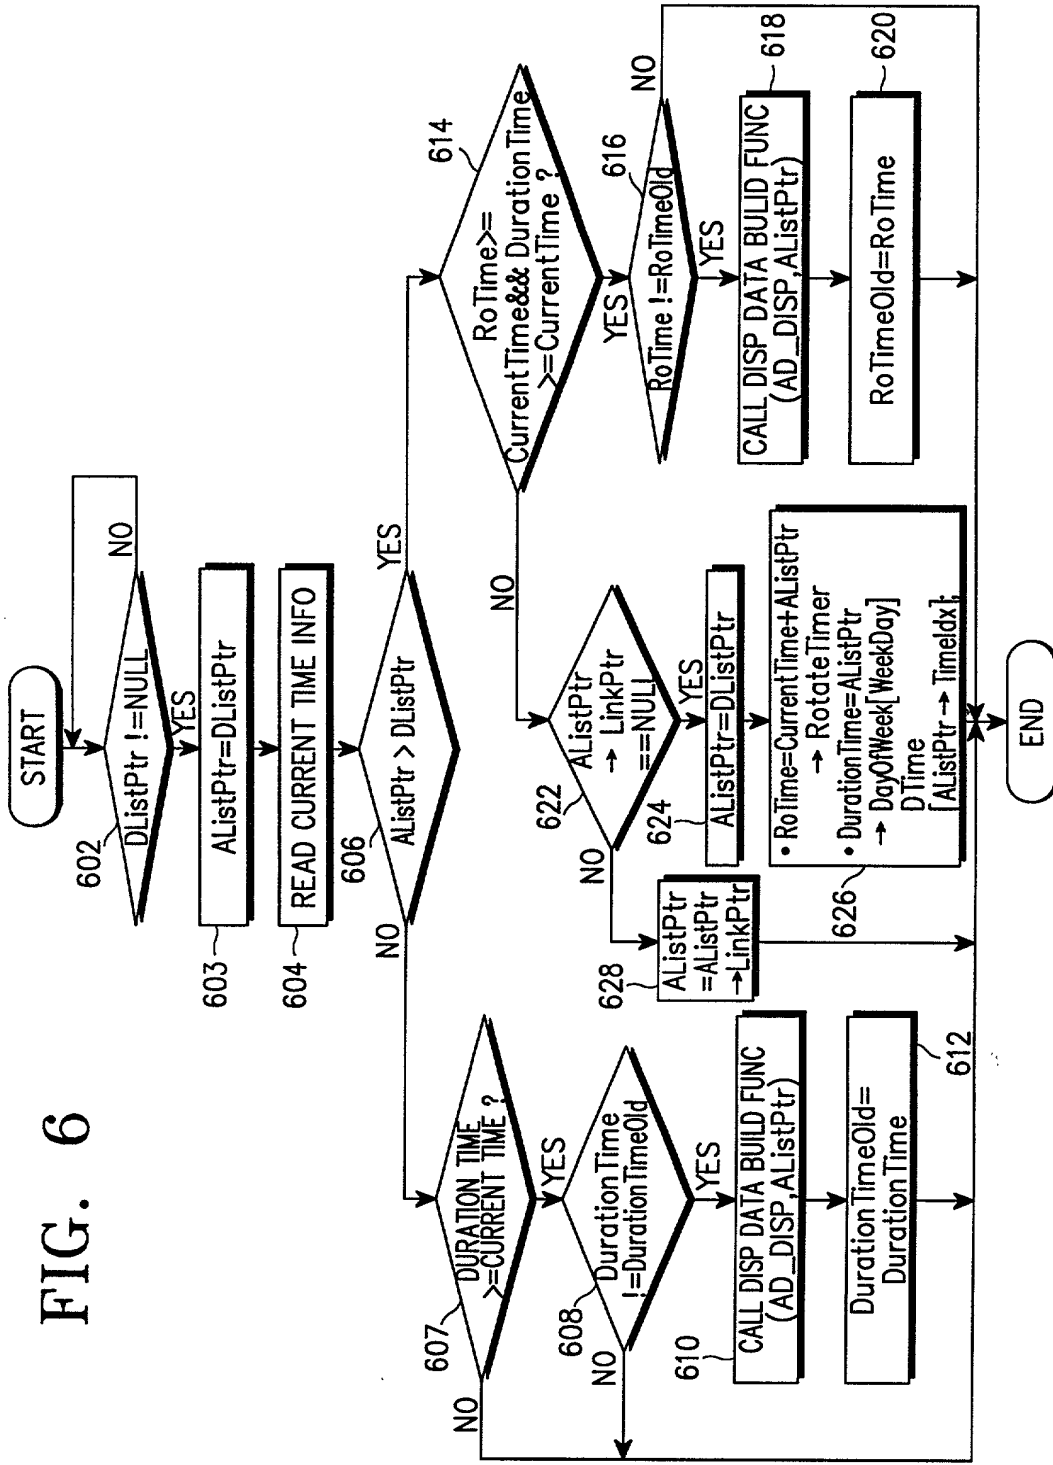 FIG. 6
START
602
DListPtr !=NULL
NO
YES
603
AListPtr=DListPtr
604
READ CURRENT TIME INFO
606
AListPtr > DListPtr
NO
YES
607
DURATION TIME
>=CURRENT TIME ?
NO
YES
608
DurationTime
!=DurationTimeOld
NO
YES
610
CALL DISP DATA BUILD FUNC
(AD_DISP,AListPtr)
DurationTimeOld=
DurationTime
612
614
RoTime>=
CurrentTime&& DurationTime
>=CurrentTime ?
NO
YES
616
RoTime !=RoTimeOld
NO
YES
618
CALL DISP DATA BULID FUNC
(AD_DISP,AListPtr)
620
RoTimeOld=RoTime
622
AListPtr
→ LinkPtr
==NULL
NO
YES
624
AListPtr=DListPtr
626
• RoTime=CurrentTime+AListPtr
→ RotateTimer
• DurationTime=AListPtr
→ DayOfWeek[WeekDay]
DTime
[AListPtr → TimeIdx];
628
AListPtr
=AListPtr
→LinkPtr
END